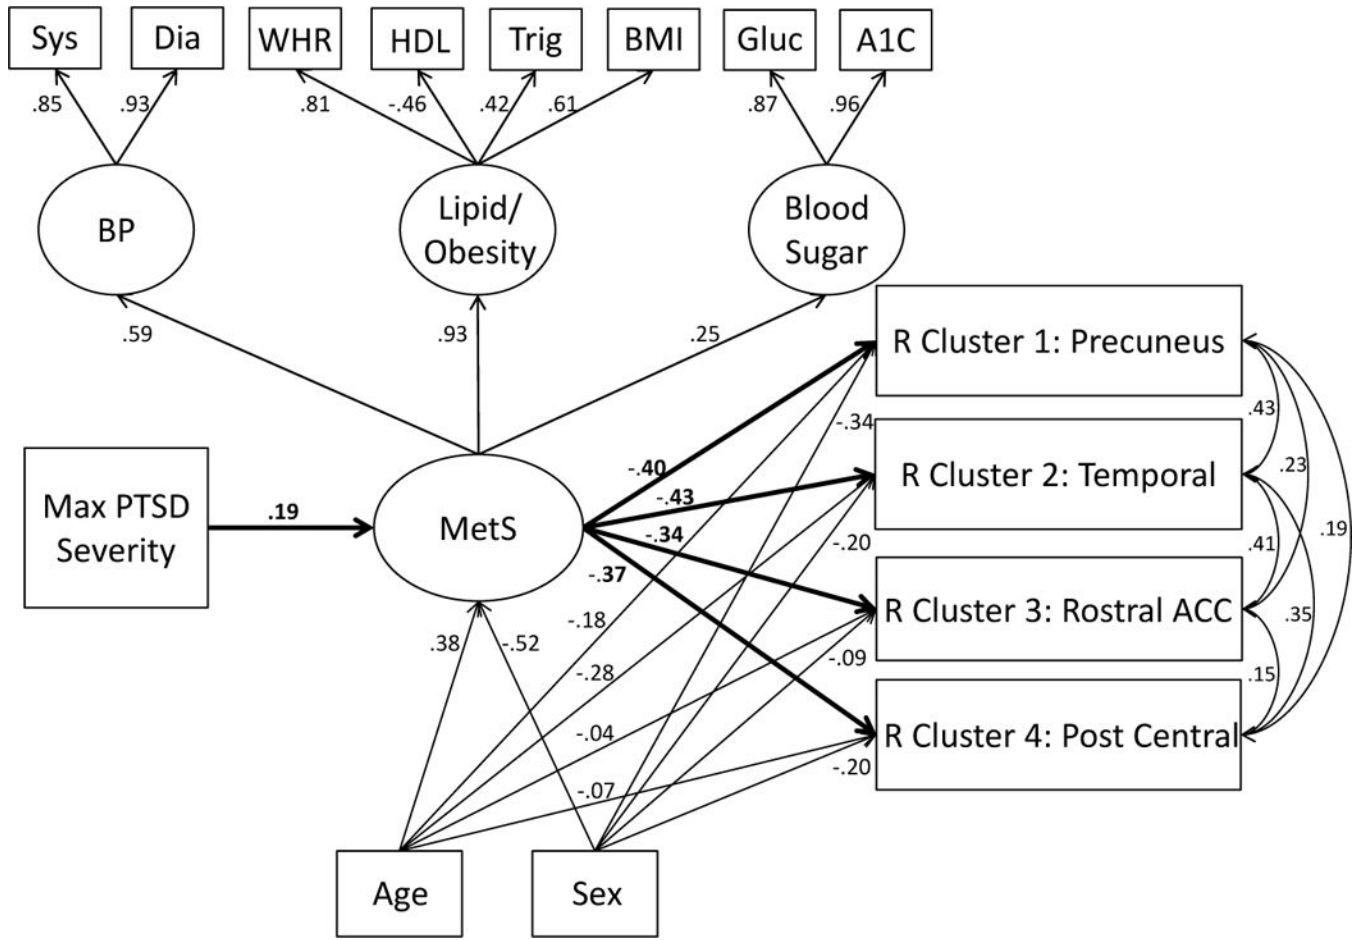 Sys Dia WHR HDL Trig BMI Gluc A1C
.85 .93 .81 -.46 .42 .61 .87 .96
BP
Lipid/
Obesity
Blood
Sugar
.59 .93 .25
R Cluster 1: Precuneus
-.34 .43
-.40
R Cluster 2: Temporal
.23
-.43
Max PTSD
Severity
.19
MetS
-.34
-.20 .41 .19
-.37
R Cluster 3: Rostral ACC
.38 -.52 -.18 .35
-.09
-.28 .15
-.04
R Cluster 4: Post Central
-.20
-.07
Age Sex